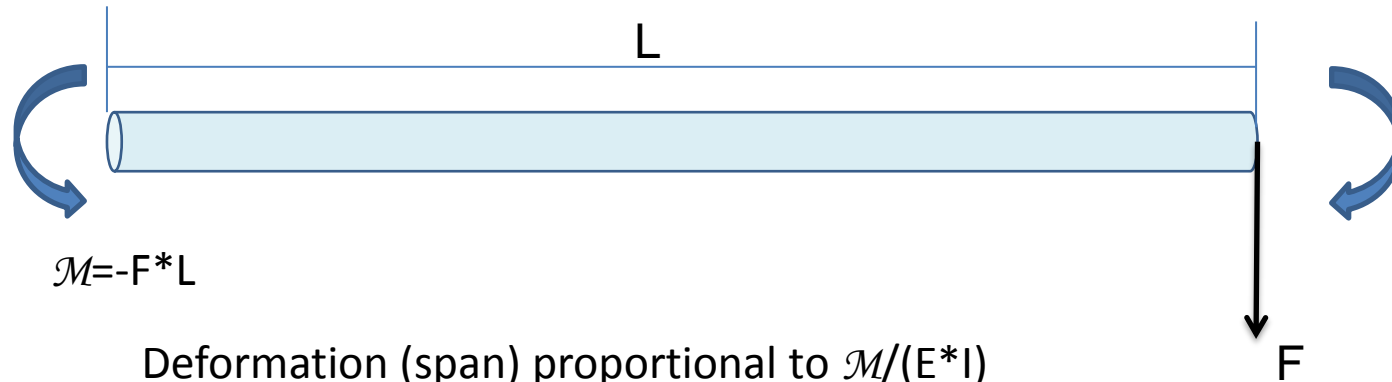 L
ℳ=-F*L
Deformation (span) proportional to ℳ/(E*I)
F